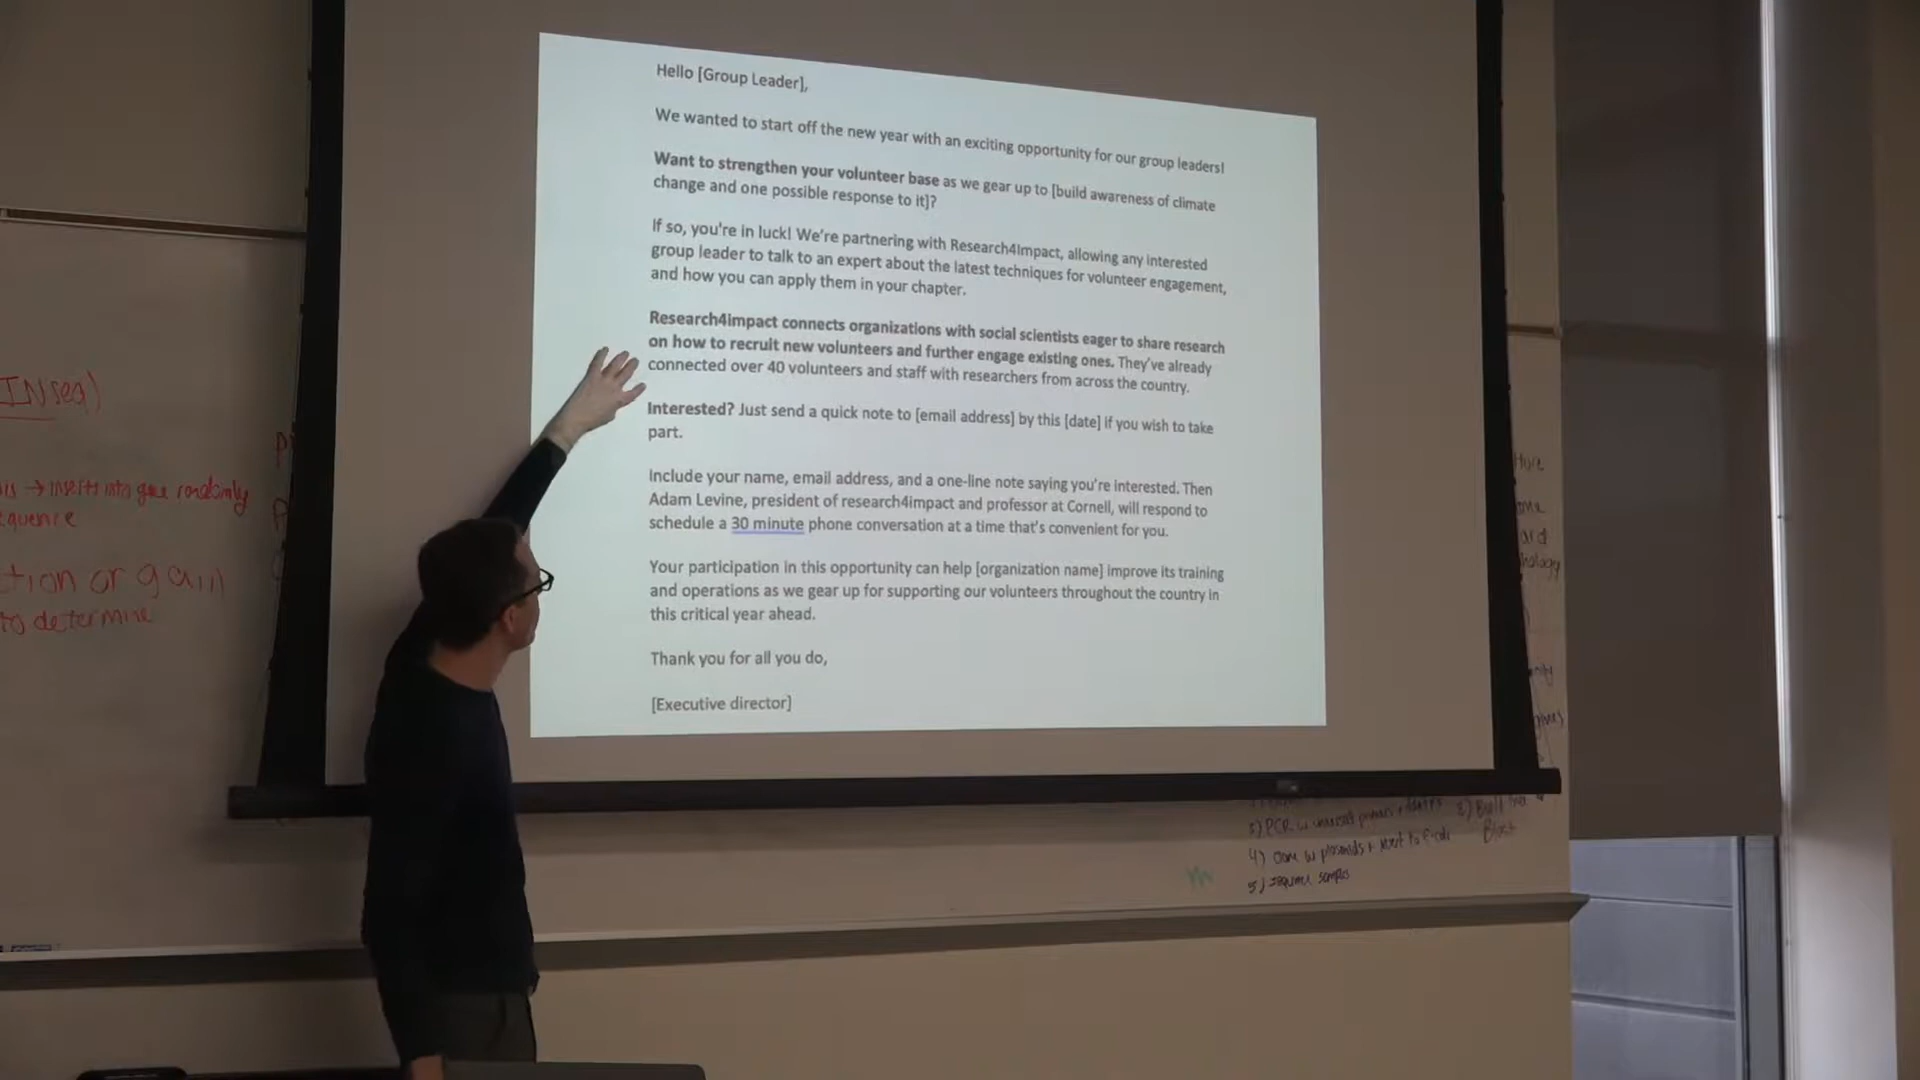 Hello [Group Leader],
We wanted to start off the new year with an exciting opportunity for our group leaders!
Want to strengthen your volunteer base as we gear up to [build awareness of climate
change and one possible response to it]?
If so, you're in luck! We're partnering with Research4Impact, allowing any interested
group leader to talk to an expert about the latest techniques for volunteer engagement,
and how you can apply them in your chapter.
Research4impact connects organizations with social scientists eager to share research
on how to recruit new volunteers and further engage existing ones. They've already
connected over 40 volunteers and staff with researchers from across the country.
Interested? Just send a quick note to [email address] by this [date] if you wish to take
part.
Include your name, email address, and a one-line note saying you're interested. Then
Adam Levine, president of research4impact and professor at Cornell, will respond to
schedule a 30 minute phone conversation at a time that's convenient for you.
Your participation in this opportunity can help [organization name] improve its training
and operations as we gear up for supporting our volunteers throughout the country in
this critical year ahead.
Thank you for all you do,
[Executive director]
INseq)
→ inserts into gene randomly
equence
ction or gain
to determine
3) PCR w
4) w plasmids +
5) samples